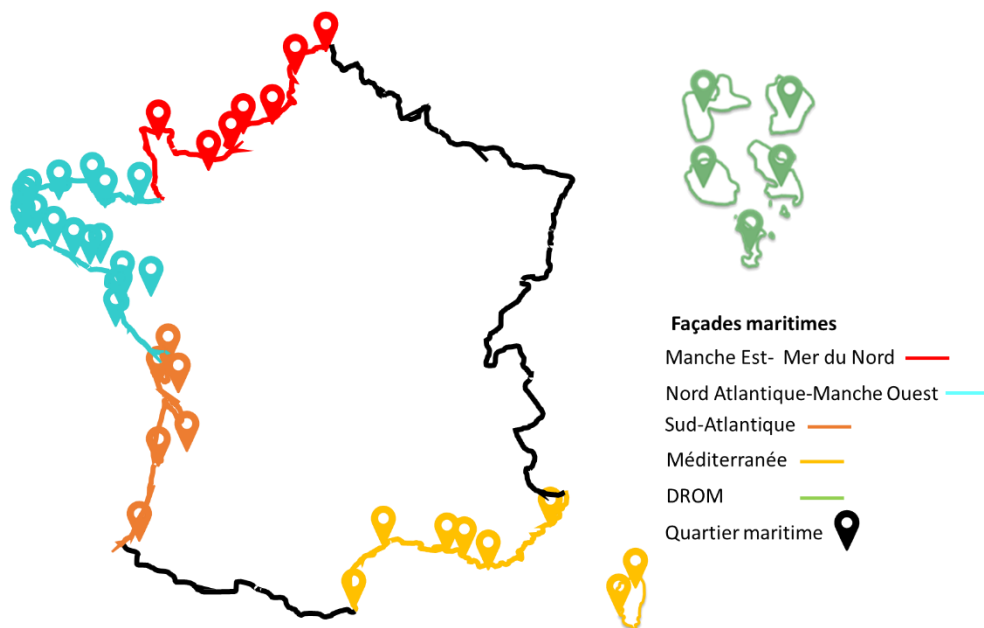 Façades maritimes
Manche Est- Mer du Nord
Nord Atlantique-Manche Ouest
Sud-Atlantique
Méditerranée
DROM
Quartier maritime